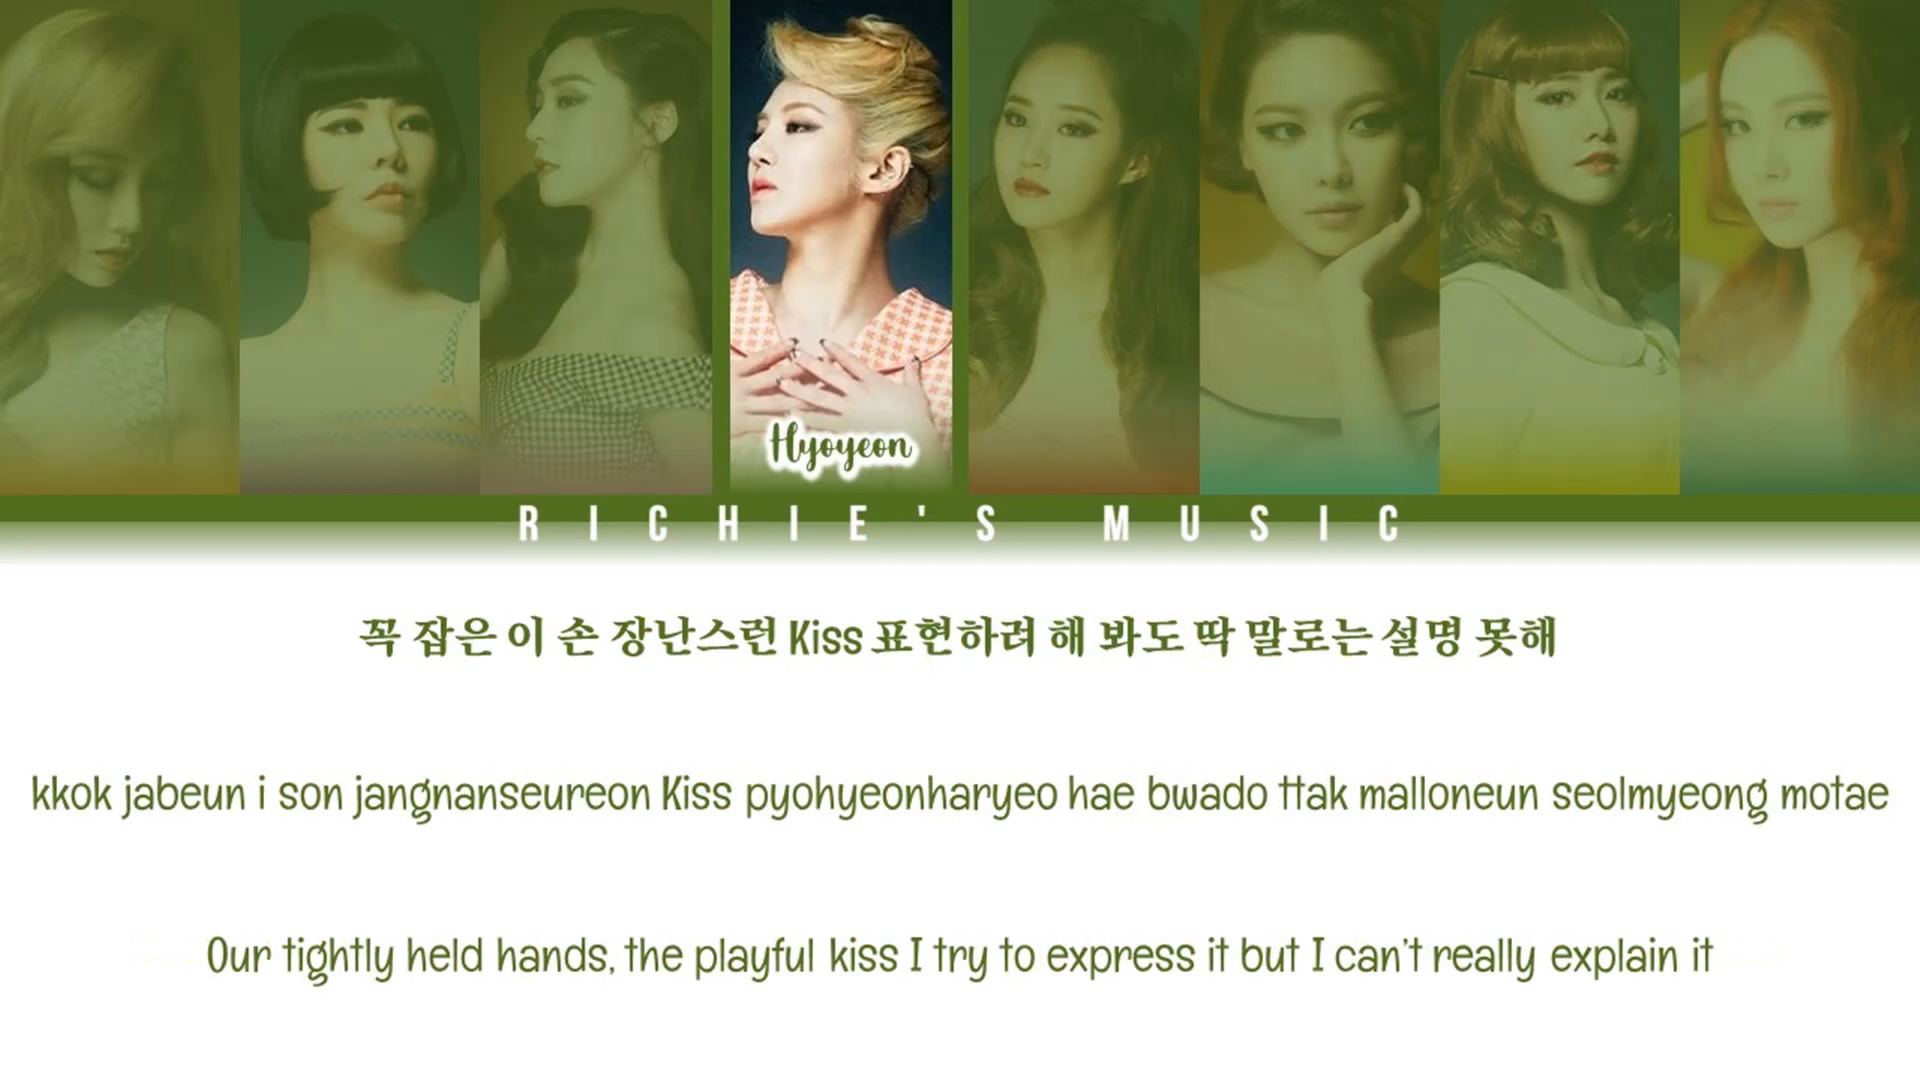 Hyoyeon
RICHIE'S MUSIC
꼭 잡은 이 손 장난스런 Kiss 표현하려 해 봐도 딱 말로는 설명 못해
kkok jabeun i son jangnanseureon Kiss pyohyeonharyeo hae bwado ttak malloneun seolmyeong motae
Our tightly held hands, the playful kiss I try to express it but I can't really explain it